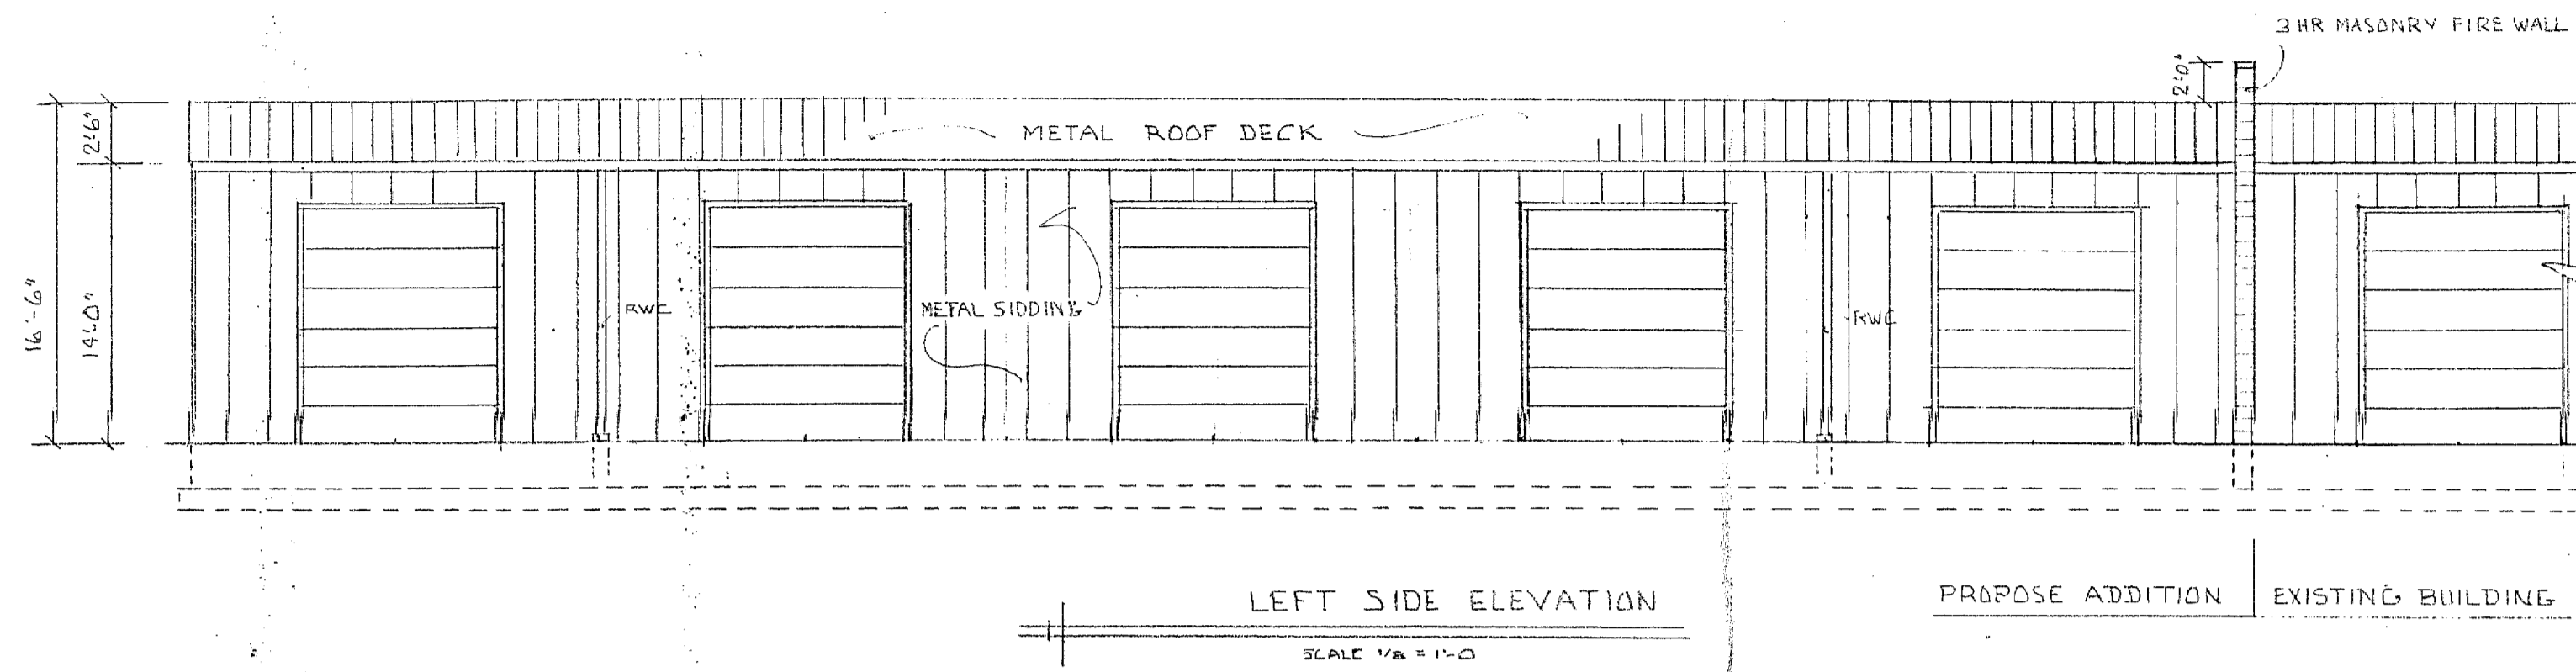 3 HR MASONRY FIRE WALL
2'-0"
2'-6"
METAL ROOF DECK
16'-6"
14'-0"
RWC
METAL SIDDING
RWC
LEFT SIDE ELEVATION
SCALE 1/8 = 1'-0
PROPOSE ADDITION
EXISTING BUILDING